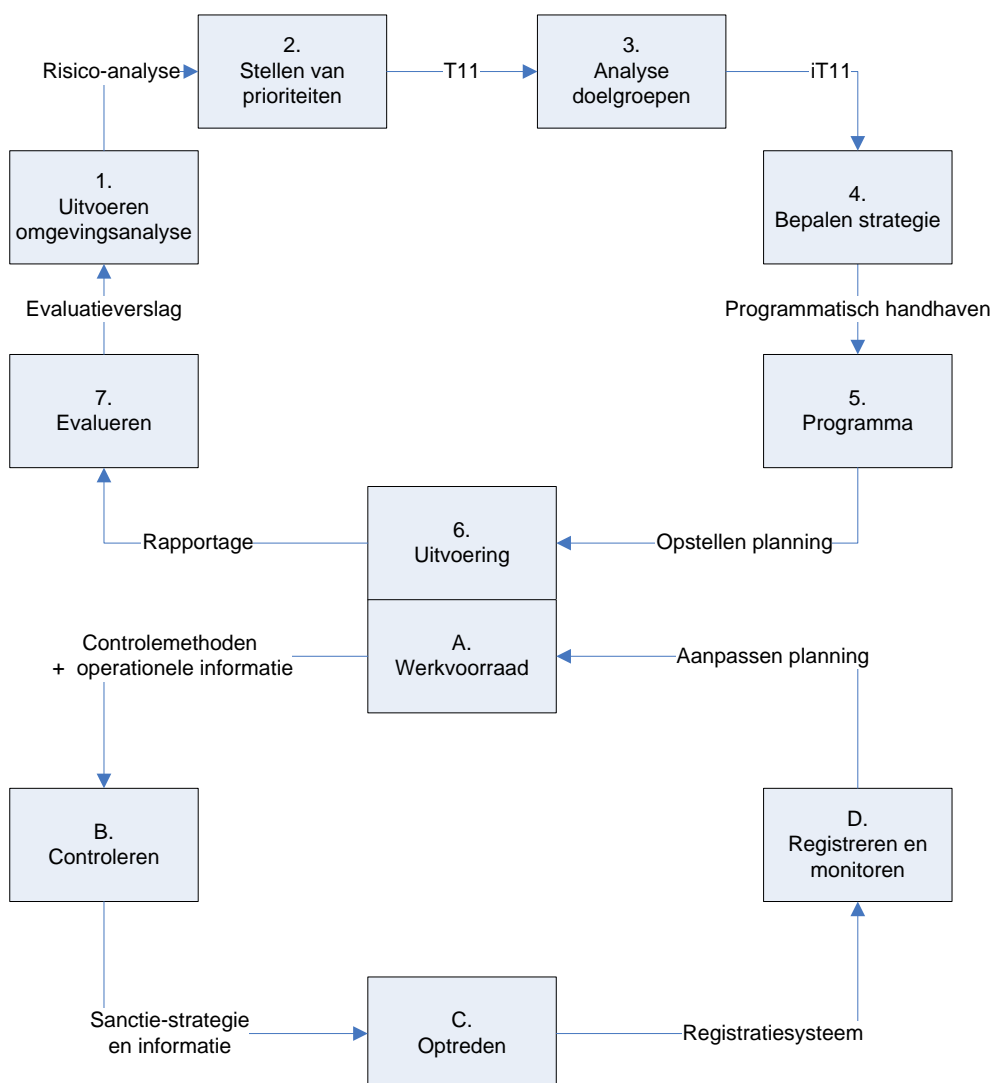 2.
Stellen van
prioriteiten
3.
Analyse
doelgroepen
Risico-analyse
T11
iT11
1.
Uitvoeren
omgevingsanalyse
4.
Bepalen strategie
Evaluatieverslag
Programmatisch handhaven
7.
Evalueren
5.
Programma
6.
Uitvoering
Rapportage
Opstellen planning
A.
Werkvoorraad
Controlemethoden
+ operationele informatie
Aanpassen planning
B.
Controleren
D.
Registreren en
monitoren
Sanctie-strategie
en informatie
C.
Optreden
Registratiesysteem